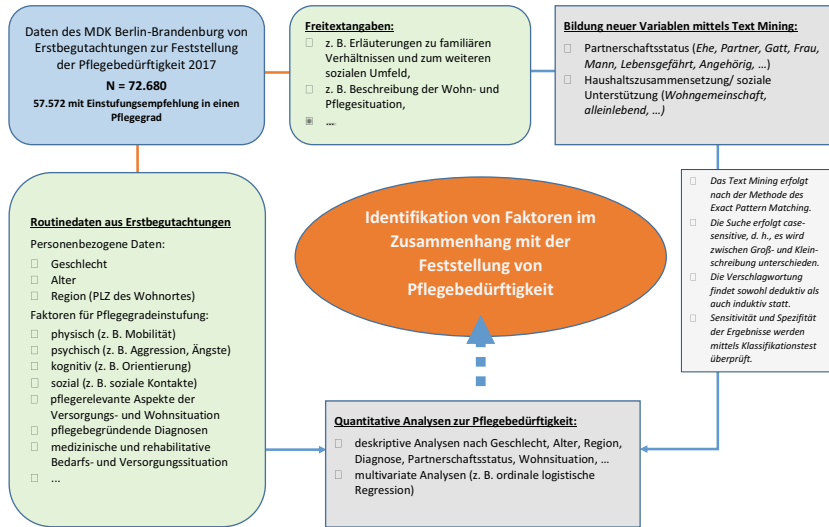 Daten des MDK Berlin-Brandenburg von
Erstbegutachtungen zur Feststellung
der Pflegebedürftigkeit 2017
N = 72.680
57.572 mit Einstufungsempfehlung in einen
Pflegegrad
Freitextangaben:
z. B. Erläuterungen zu familiären
Verhältnissen und zum weiteren
sozialen Umfeld,
z. B. Beschreibung der Wohn- und
Pflegesituation,
...
Bildung neuer Variablen mittels Text Mining:
Partnerschaftsstatus (Ehe, Partner, Gatt, Frau,
Mann, Lebensgefährt, Angehörig, …)
Haushaltszusammensetzung/ soziale
Unterstützung (Wohngemeinschaft,
alleinlebend, …)
Das Text Mining erfolgt
nach der Methode des
Exact Pattern Matching.
Die Suche erfolgt case-
sensitive, d. h., es wird
zwischen Groß- und Klein-
schreibung unterschieden.
Die Verschlagwortung
findet sowohl deduktiv als
auch induktiv statt.
Sensitivität und Spezifität
der Ergebnisse werden
mittels Klassifikationstest
überprüft.
Routinedaten aus Erstbegutachtungen
Personenbezogene Daten:
Geschlecht
Alter
Region (PLZ des Wohnortes)
Faktoren für Pflegegradeinstufung:
physisch (z. B. Mobilität)
psychisch (z. B. Aggression, Ängste)
kognitiv (z. B. Orientierung)
sozial (z. B. soziale Kontakte)
pflegerelevante Aspekte der
Versorgungs- und Wohnsituation
pflegebegründende Diagnosen
medizinische und rehabilitative
Bedarfs- und Versorgungssituation
...
Identifikation von Faktoren im
Zusammenhang mit der
Feststellung von
Pflegebedürftigkeit
Quantitative Analysen zur Pflegebedürftigkeit:
deskriptive Analysen nach Geschlecht, Alter, Region,
Diagnose, Partnerschaftsstatus, Wohnsituation, …
multivariate Analysen (z. B. ordinale logistische
Regression)